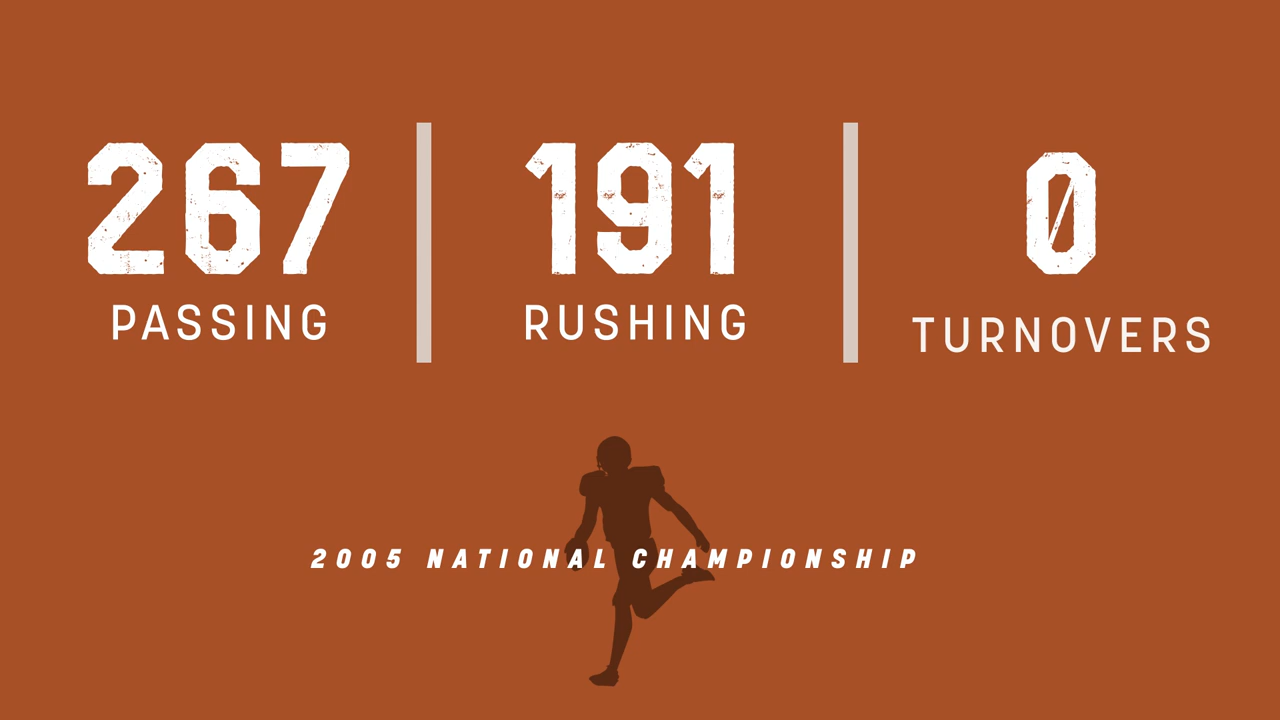 267
PASSING
191
RUSHING
0
TURNOVERS
2005 NATIONAL CHAMPIONSHIP